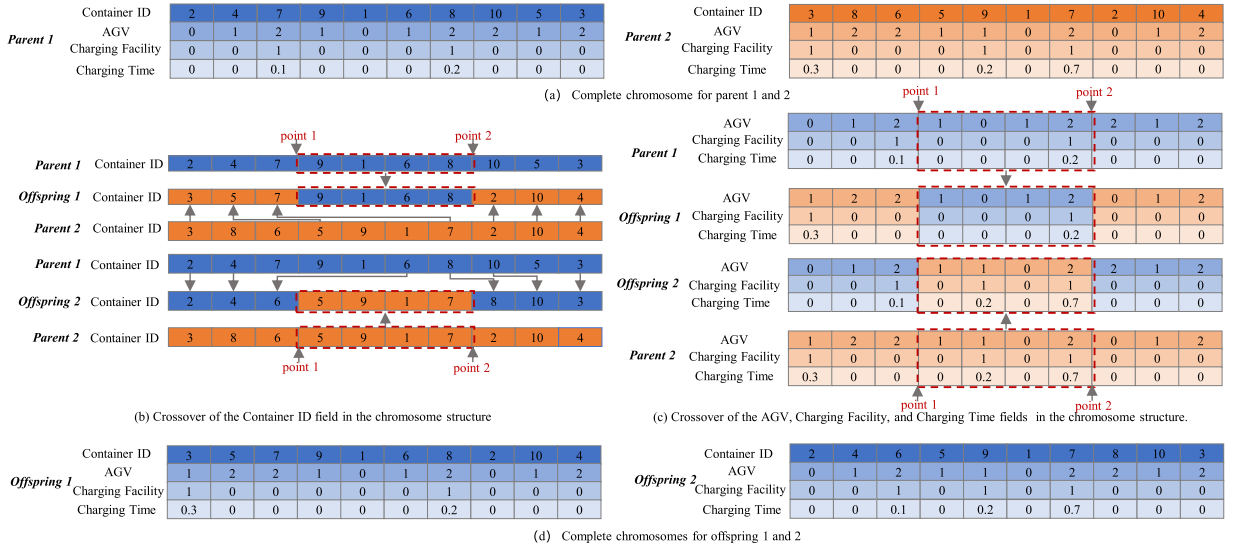 Container ID 2 4 7 9 1 6 8 10 5 3
Parent 1
AGV 0 1 2 1 0 1 2 2 1 2
Charging Facility 0 0 1 0 0 0 1 0 0 0
Charging Time 0 0 0.1 0 0 0 0.2 0 0 0
Container ID 3 8 6 5 9 1 7 2 10 4
Parent 2
AGV 1 2 2 1 1 0 2 0 1 2
Charging Facility 1 0 0 0 1 0 1 0 0 0
Charging Time 0.3 0 0 0 0.2 0 0.7 0 0 0
(a) Complete chromosome for parent 1 and 2
point 1 point 2
Parent 1 Container ID 2 4 7 9 1 6 8 10 5 3
Offspring 1 Container ID 3 5 7 9 1 6 8 2 10 4
Parent 2 Container ID 3 8 6 5 9 1 7 2 10 4
Parent 1 Container ID 2 4 7 9 1 6 8 10 5 3
Offspring 2 Container ID 2 4 6 5 9 1 7 8 10 3
Parent 2 Container ID 3 8 6 5 9 1 7 2 10 4
point 1 point 2
(b) Crossover of the Container ID field in the chromosome structure
point 1 point 2
AGV 0 1 2 1 0 1 2 2 1 2
Parent 1
Charging Facility 0 0 1 0 0 0 1 0 0 0
Charging Time 0 0 0.1 0 0 0 0.2 0 0 0
AGV 1 2 2 1 0 1 2 0 1 2
Offspring 1
Charging Facility 1 0 0 0 0 0 1 0 0 0
Charging Time 0.3 0 0 0 0 0 0.2 0 0 0
AGV 0 1 2 1 1 0 2 2 1 2
Offspring 2
Charging Facility 0 0 1 0 1 0 1 0 0 0
Charging Time 0 0 0.1 0 0.2 0 0.7 0 0 0
AGV 1 2 2 1 1 0 2 0 1 2
Parent 2
Charging Facility 1 0 0 0 1 0 1 0 0 0
Charging Time 0.3 0 0 0 0.2 0 0.7 0 0 0
point 1 point 2
(c) Crossover of the AGV, Charging Facility, and Charging Time fields in the chromosome structure.
Container ID 3 5 7 9 1 6 8 2 10 4
Offspring 1
AGV 1 2 2 1 0 1 2 0 1 2
Charging Facility 1 0 0 0 0 0 1 0 0 0
Charging Time 0.3 0 0 0 0 0 0.2 0 0 0
Container ID 2 4 6 5 9 1 7 8 10 3
Offspring 2
AGV 0 1 2 1 1 0 2 2 1 2
Charging Facility 0 0 1 0 1 0 1 0 0 0
Charging Time 0 0 0.1 0 0.2 0 0.7 0 0 0
(d) Complete chromosomes for offspring 1 and 2